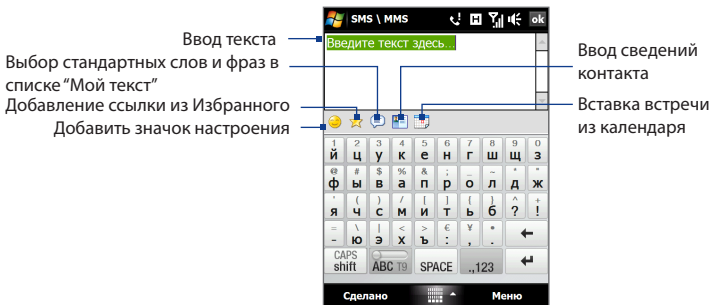 SMS \ MMS
H
ok
Введите текст здесь...
Ввод текста
Выбор стандартных слов и фраз в
списке “Мой текст”
Добавление ссылки из Избранного
Добавить значок настроения
Ввод сведений
контакта
Вставка встречи
из календаря
1 2 3 4 5 6 7 8 9 0
й ц у к е н г ш щ з
@ # $ % & ; _ ~ * "
ф ы в а п р о л д ж
' ( ) / [ ] { } ^ +
я ч с м и т ь б ? !
= \ | < > € ¥ •
- ю э х ъ : , .
CAPS
shift ABC T9 SPACE .,123
Сделано Меню